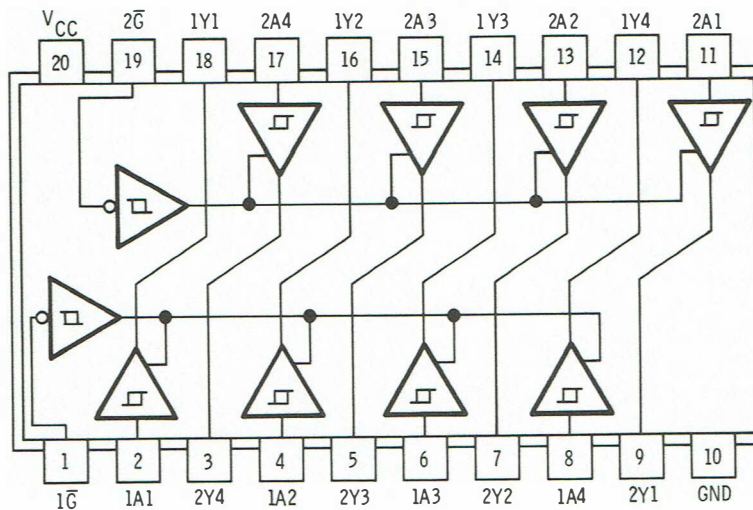 VCC 2G̅ 1Y1 2A4 1Y2 2A3 1Y3 2A2 1Y4 2A1
20 19 18 17 16 15 14 13 12 11
1 2 3 4 5 6 7 8 9 10
1G̅ 1A1 2Y4 1A2 2Y3 1A3 2Y2 1A4 2Y1 GND